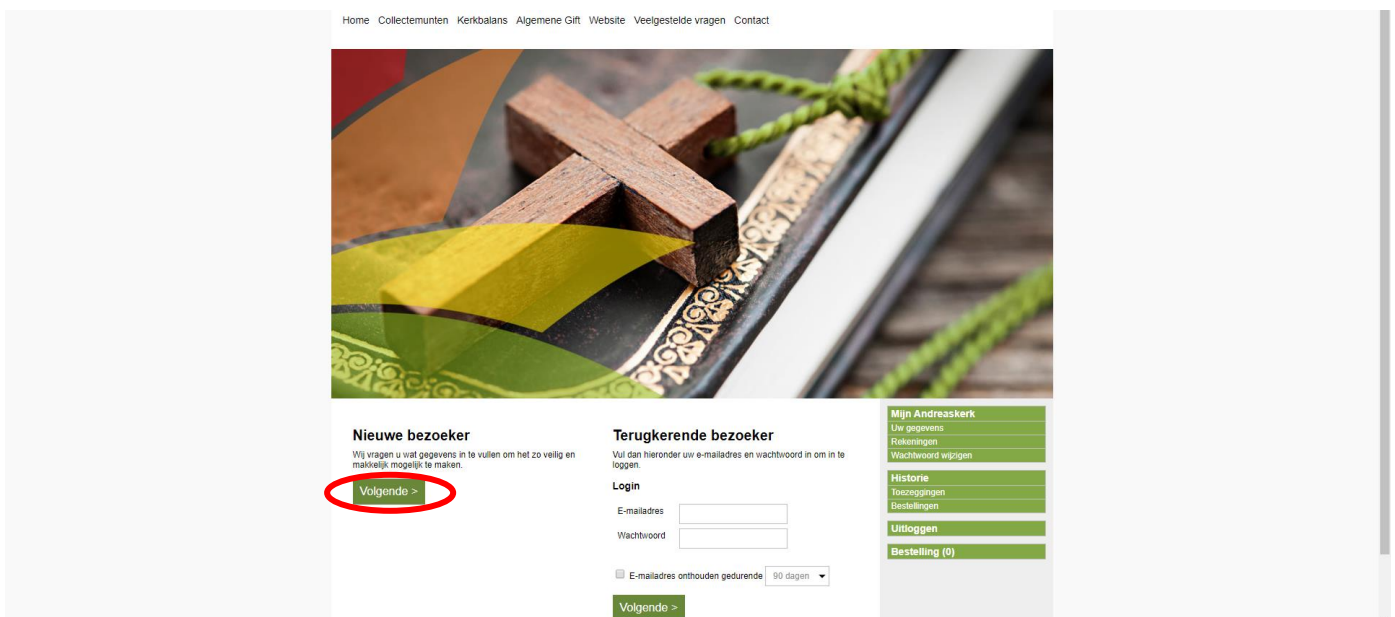 Home Collectemunten Kerkbalans Algemene Gift Website Veelgestelde vragen Contact
Nieuwe bezoeker
Wij vragen u wat gegevens in te vullen om het zo veilig en
makkelijk mogelijk te maken.
Volgende >
Terugkerende bezoeker
Vul dan hieronder uw e-mailadres en wachtwoord in om in te
loggen.
Login
E-mailadres
Wachtwoord
E-mailadres onthouden gedurende 90 dagen
Volgende >
Mijn Andreaskerk
Uw gegevens
Rekeningen
Wachtwoord wijzigen
Historie
Toezeggingen
Bestellingen
Uitloggen
Bestelling (0)